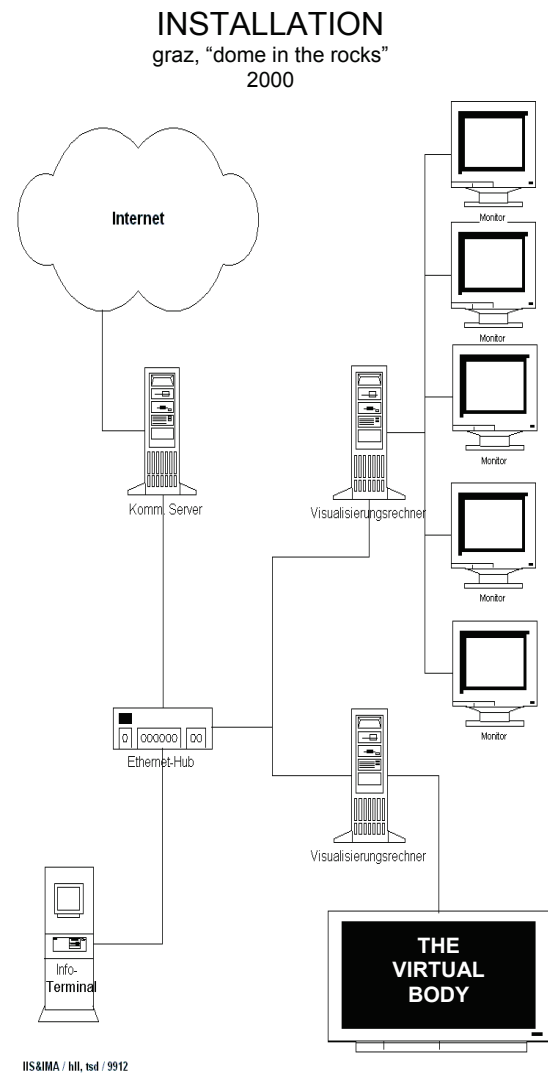 INSTALLATION
graz, “dome in the rocks”
2000
Internet
Monitor
Monitor
Monitor
Monitor
Monitor
Komm. Server
Visualisierungsrechner
Ethernet-Hub
Visualisierungsrechner
Info-
Terminal
THE
VIRTUAL
BODY
IIS&IMA / hll, tsd / 9912